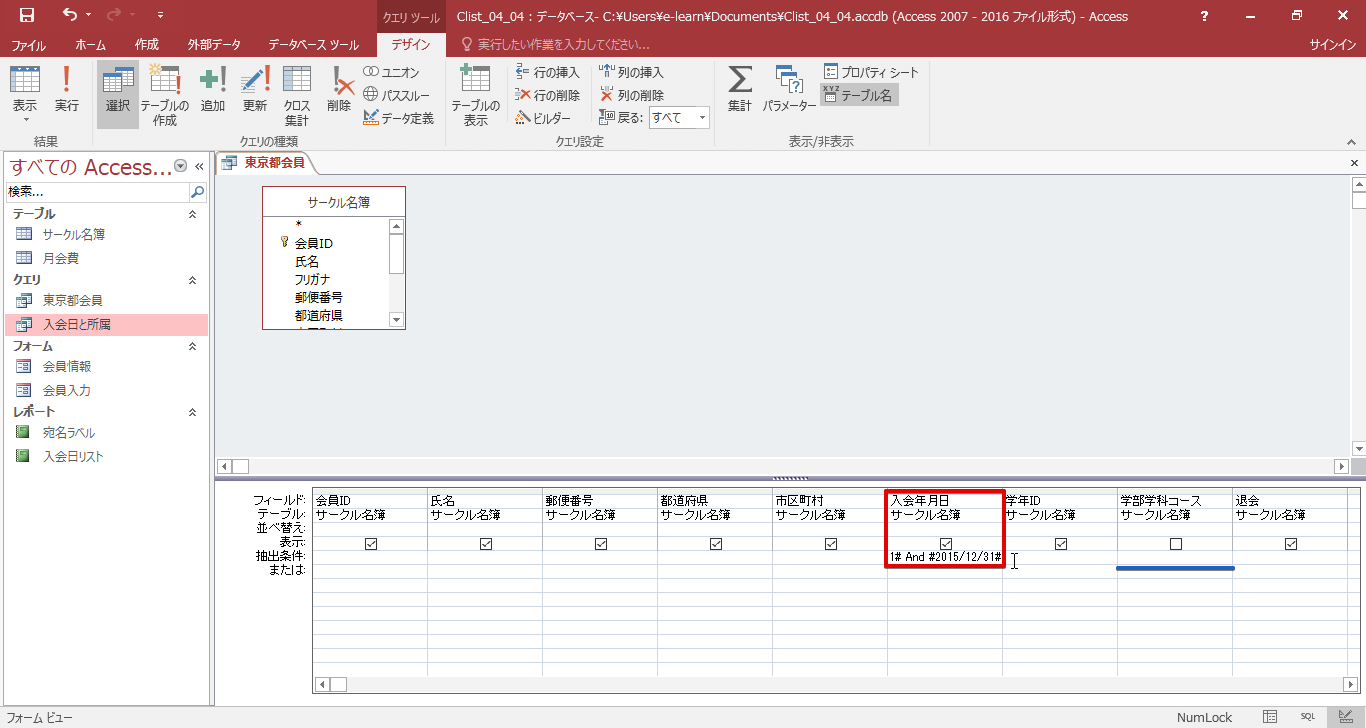 クエリ ツール
Clist_04_04 : データベース- C:¥Users¥e-learn¥Documents¥Clist_04_04.accdb (Access 2007 - 2016 ファイル形式) - Access
?
ファイル ホーム 作成 外部データ データベース ツール デザイン 実行したい作業を入力してください... サインイン
表示 実行 選択 テーブルの作成 追加 更新 クロス集計 削除
ユニオン
パススルー
データ定義
テーブルの表示
行の挿入
行の削除
ビルダー
列の挿入
列の削除
戻る: すべて
集計 パラメーター
プロパティ シート
XYZ テーブル名
結果 クエリの種類 クエリ設定 表示/非表示
すべての Access... «
検索...
テーブル
サークル名簿
月会費
クエリ
東京都会員
入会日と所属
フォーム
会員情報
会員入力
レポート
宛名ラベル
入会日リスト
東京都会員
サークル名簿
*
会員ID
氏名
フリガナ
郵便番号
都道府県
フィールド: 会員ID 氏名 郵便番号 都道府県 市区町村 入会年月日 学年ID 学部学科コース 退会
テーブル: サークル名簿 サークル名簿 サークル名簿 サークル名簿 サークル名簿 サークル名簿 サークル名簿 サークル名簿 サークル名簿
並べ替え:
表示:
抽出条件: 1# And #2015/12/31#
または:
フォーム ビュー NumLock SQL